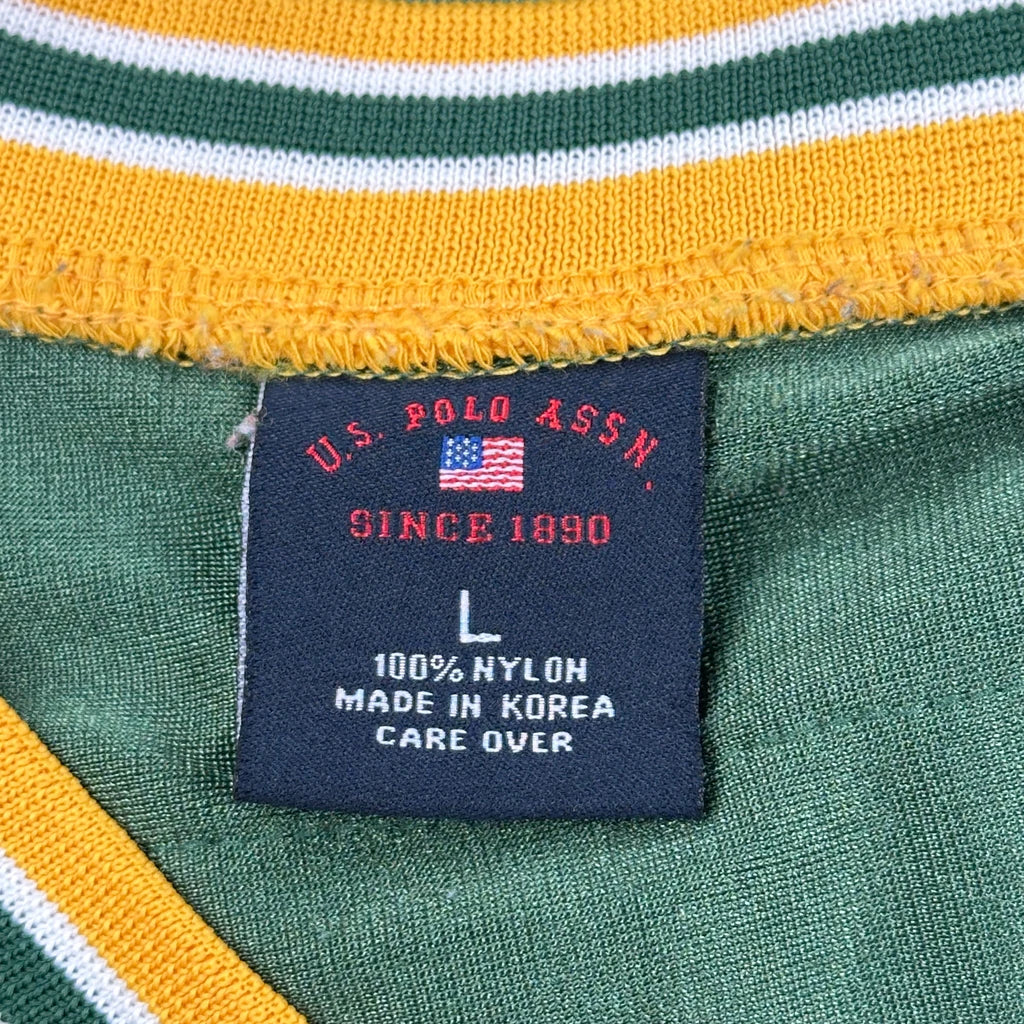 U.S. POLO ASSN.
SINCE 1890
L
100% NYLON
MADE IN KOREA
CARE OVER